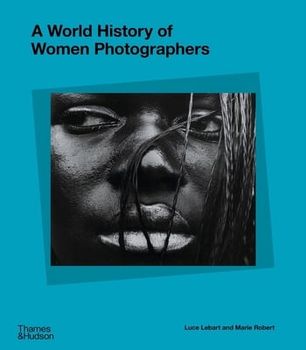 A World History of
Women Photographers
Luce Lebart and Marie Robert
Thames
&Hudson